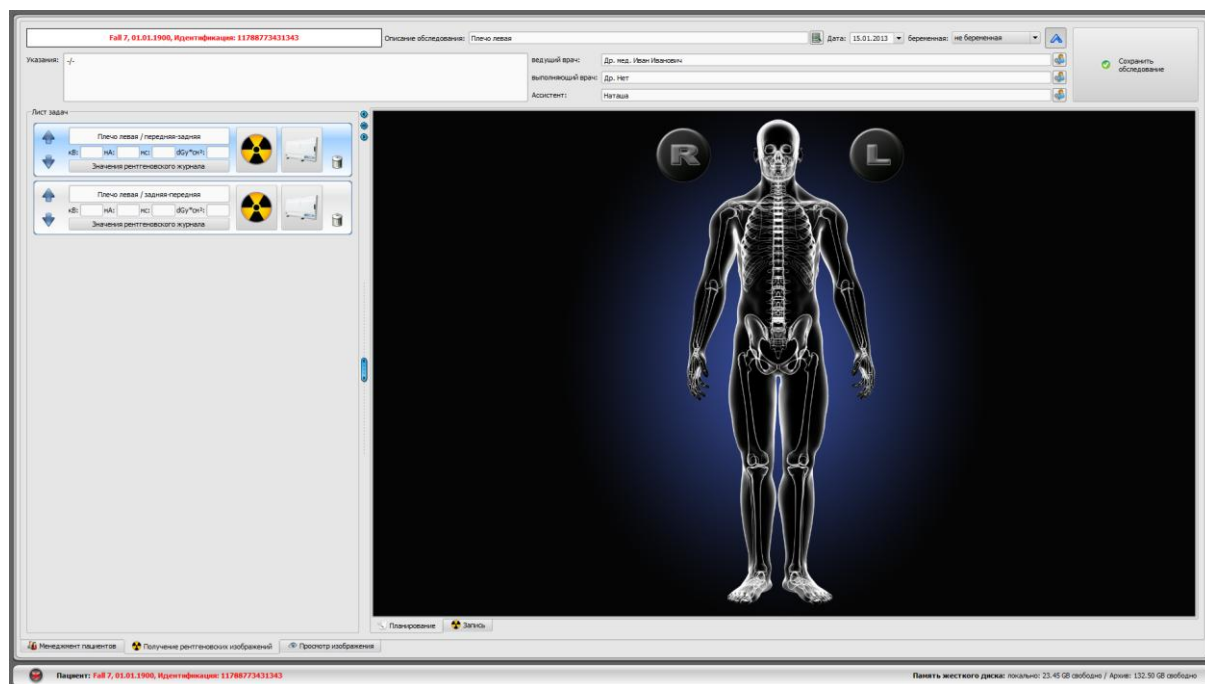 Fall 7, 01.01.1900, Идентификация: 11788773431343
Описание обследования: Плечо левая
Дата: 15.01.2013
беременная: не беременная
Указания: -/-
ведущий врач: Др. мед. Иван Иванович
выполняющий врач: Др. Нет
Ассистент: Наташа
Сохранить
обследование
Лист задач
Плечо левая / передняя-задняя
кВ: мА: мс: dGy*см²:
Значения рентгеновского журнала
Плечо левая / задняя-передняя
кВ: мА: мс: dGy*см²:
Значения рентгеновского журнала
R L
Планирование Запись
Менеджмент пациентов Получение рентгеновских изображений Просмотр изображения
Пациент: Fall 7, 01.01.1900, Идентификация: 11788773431343
Память жесткого диска: локально: 23.45 GB свободно / Архив: 132.50 GB свободно